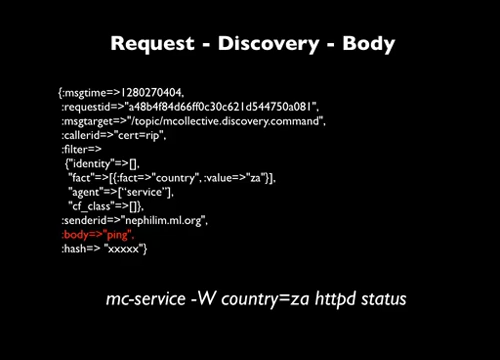 Request - Discovery - Body
{:msgtime=>1280270404,
:requestid=>"a48b4f84d66ff0c30c621d544750a081",
:msgtarget=>"/topic/mcollective.discovery.command",
:callerid=>"cert=rip",
:filter=>
{"identity"=>[],
"fact"=>[{:fact=>"country", :value=>"za"}],
"agent"=>["service"],
"cf_class"=>[]},
:senderid=>"nephilim.ml.org",
:body=>"ping",
:hash=> "xxxxx"}
mc-service -W country=za httpd status